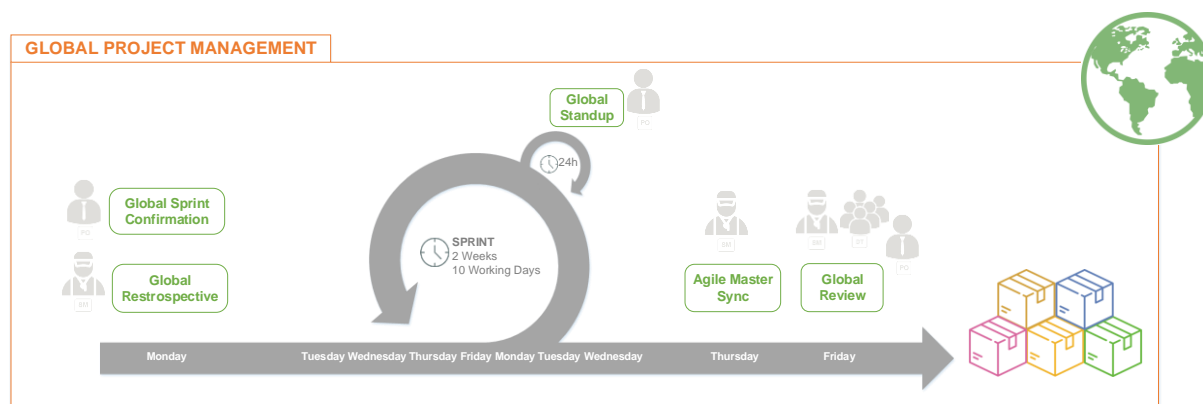 GLOBAL PROJECT MANAGEMENT
Global
Standup
PO
24h
Global Sprint
Confirmation
PO
SPRINT
2 Weeks
10 Working Days
Global
Restrospective
SM
Agile Master
Sync
SM
Global
Review
SM
PO
Monday
Tuesday Wednesday Thursday Friday Monday Tuesday Wednesday
Thursday
Friday